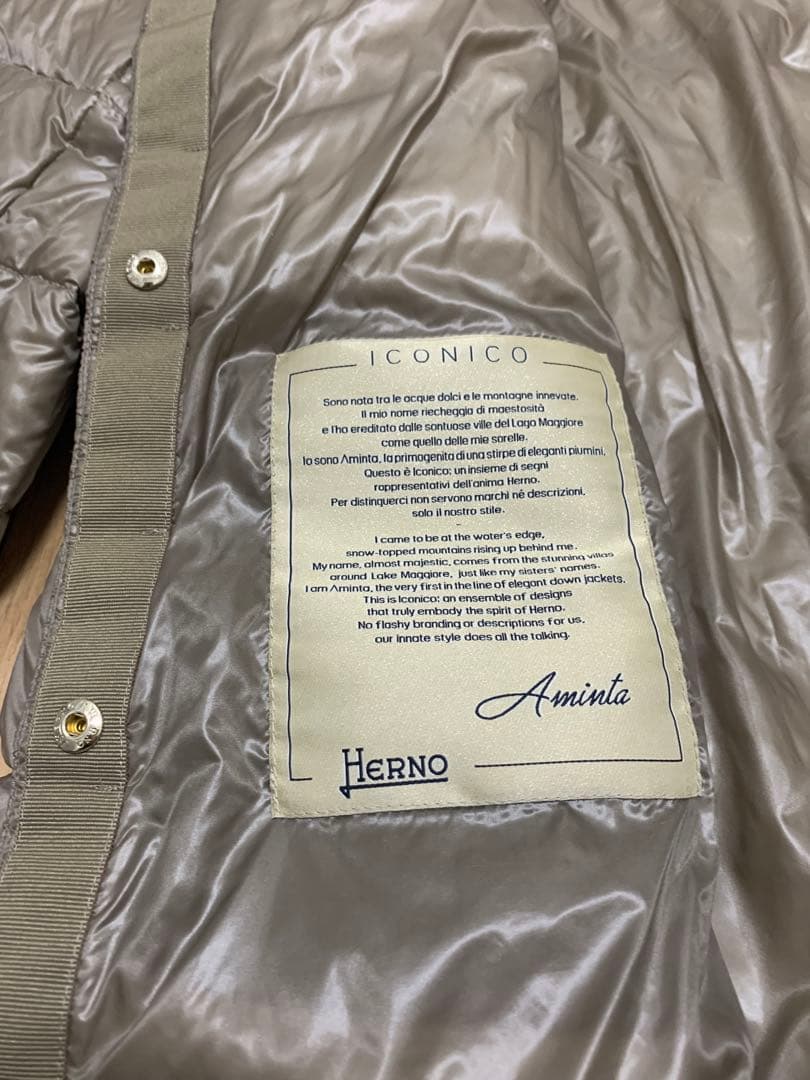 ICONICO
Sono nata tra le acque dolci e le montagne innevate.
Il mio nome riecheggia di maestosità
e l'ho ereditato dalle sontuose ville del Lago Maggiore
come quello delle mie sorelle.
Io sono Aminta, la primogenita di una stirpe di eleganti piumini.
Questo è Iconico: un insieme di segni
rappresentativi dell'anima Herno.
Per distinguerci non servono marchi né descrizioni,
solo il nostro stile.
-
I came to be at the water's edge,
snow-topped mountains rising up behind me.
My name, almost majestic, comes from the stunning villas
around Lake Maggiore, just like my sisters' names.
I am Aminta, the very first in the line of elegant down jackets.
This is Iconico: an ensemble of designs
that truly embody the spirit of Herno.
No flashy branding or descriptions for us,
our innate style does all the talking.
Aminta
HERNO